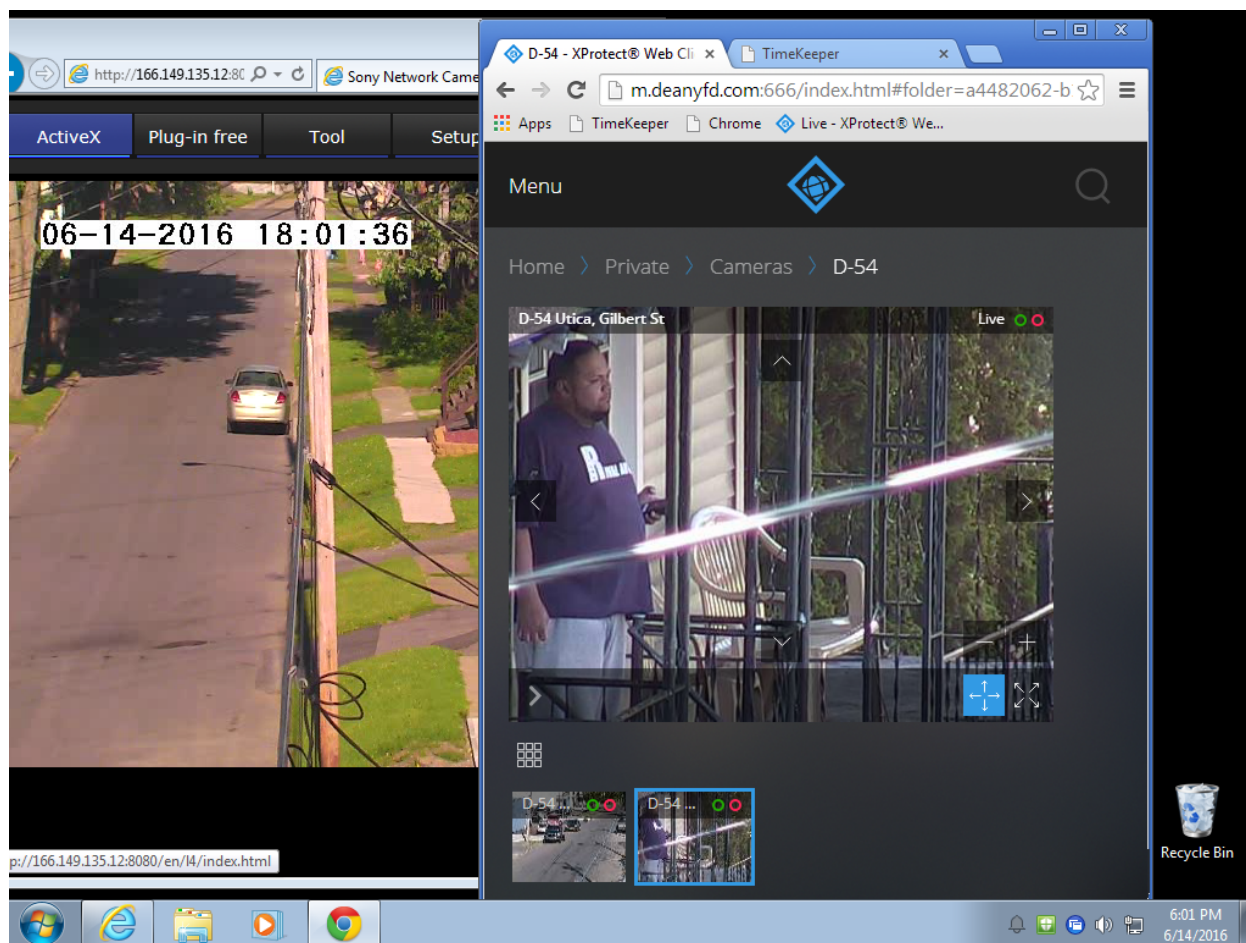 http://166.149.135.12:80
Sony Network Came
ActiveX
Plug-in free
Tool
Setup
06-14-2016 18:01:36
p://166.149.135.12:8080/en/l4/index.html
D-54 - XProtect® Web Cli
TimeKeeper
m.deanyfd.com:666/index.html#folder=a4482062-b
Apps
TimeKeeper
Chrome
Live - XProtect® We...
Menu
Home
Private
Cameras
D-54
D-54 Utica, Gilbert St
Live
D-54 ...
D-54 ...
Recycle Bin
6:01 PM
6/14/2016